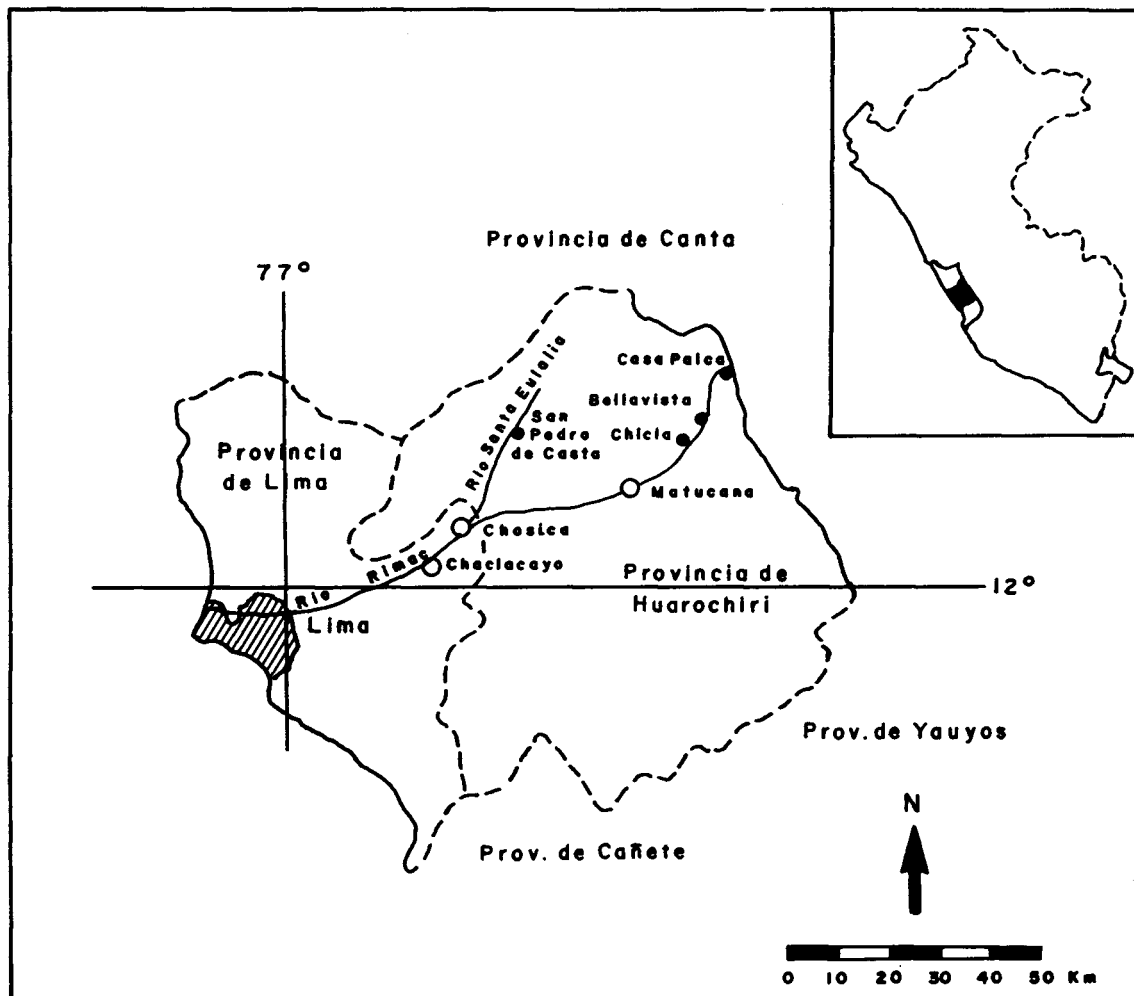 Provincia de Canta
77°
Casa Palca
Bellavista
Chicla
San
Pedro
de Casta
Río Santa Eulalia
Provincia
de Lima
Matucana
Chosica
Chaclacayo
Río Rimac
Provincia de
Huarochiri
12°
Lima
Prov. de Yauyos
N
Prov. de Cañete
0 10 20 30 40 50 Km